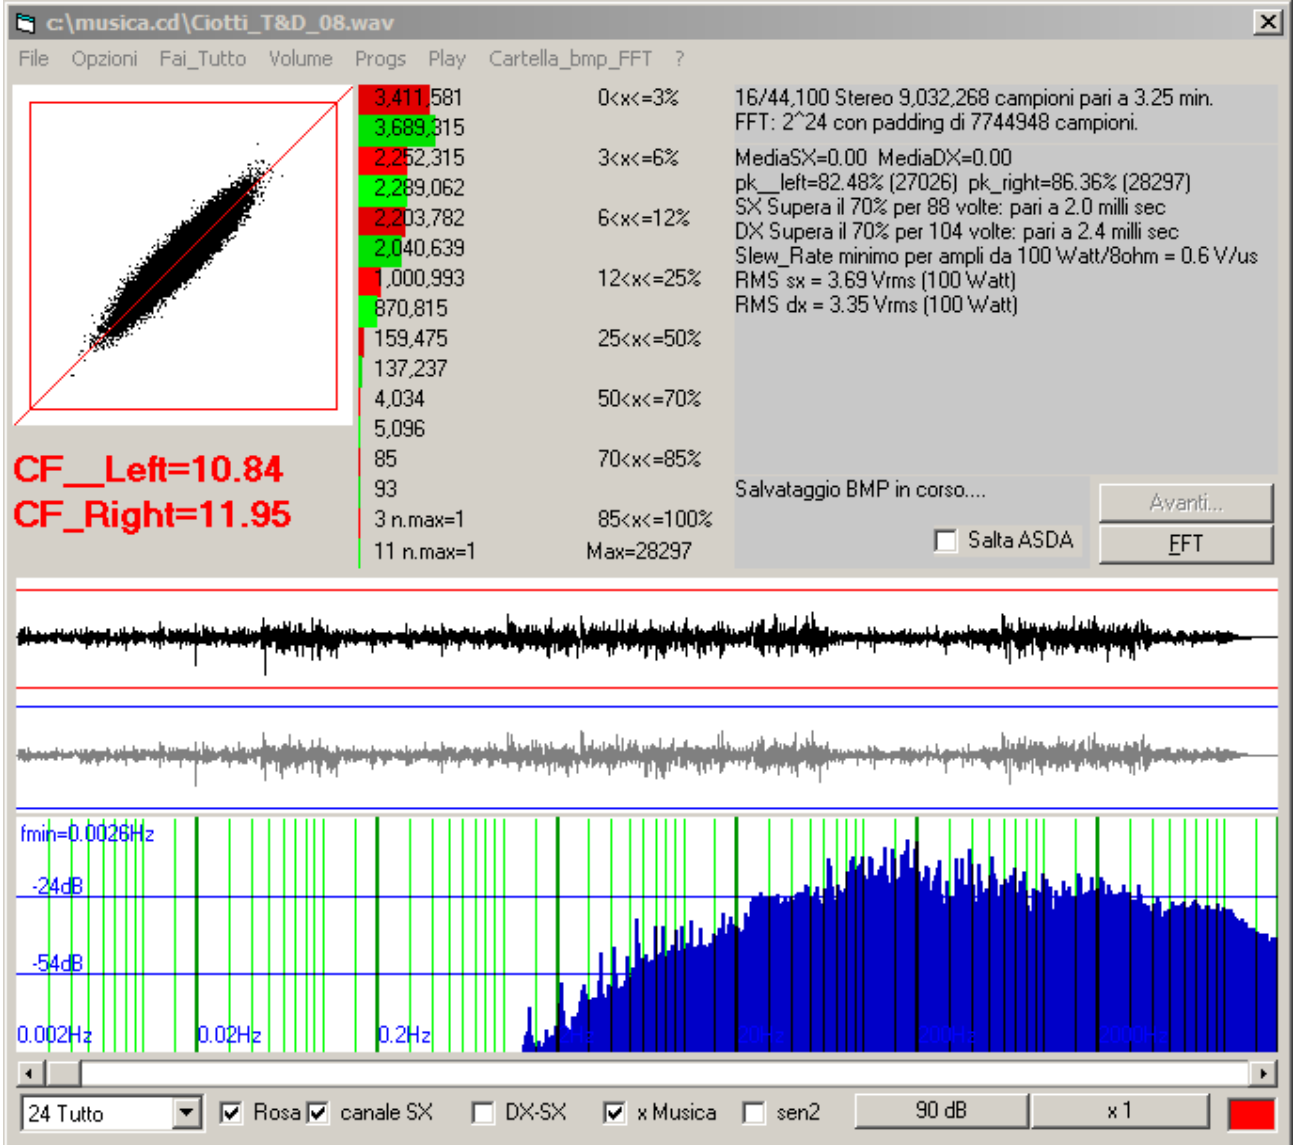 c:\musica.cd\Ciotti_T&D_08.wav
File Opzioni Fai_Tutto Volume Progs Play Cartella_bmp_FFT ?
3,411,581 0<x<=3%
3,689,315
2,252,315 3<x<=6%
2,289,062
2,203,782 6<x<=12%
2,040,639
1,000,993 12<x<=25%
870,815
159,475 25<x<=50%
137,237
4,034 50<x<=70%
5,096
85 70<x<=85%
93
3 n.max=1 85<x<=100%
11 n.max=1 Max=28297
16/44,100 Stereo 9,032,268 campioni pari a 3.25 min.
FFT: 2^24 con padding di 7744948 campioni.
MediaSX=0.00 MediaDX=0.00
pk__left=82.48% (27026) pk_right=86.36% (28297)
SX Supera il 70% per 88 volte: pari a 2.0 milli sec
DX Supera il 70% per 104 volte: pari a 2.4 milli sec
Slew_Rate minimo per ampli da 100 Watt/8ohm = 0.6 V/us
RMS sx = 3.69 Vrms (100 Watt)
RMS dx = 3.35 Vrms (100 Watt)
CF__Left=10.84
CF_Right=11.95
Salvataggio BMP in corso....
Avanti...
Salta ASDA
FFT
fmin=0.0026Hz
-24dB
-54dB
0.002Hz 0.02Hz 0.2Hz 2Hz 20Hz 200Hz 2000Hz
24 Tutto Rosa canale SX DX-SX x Musica sen2 90 dB x 1